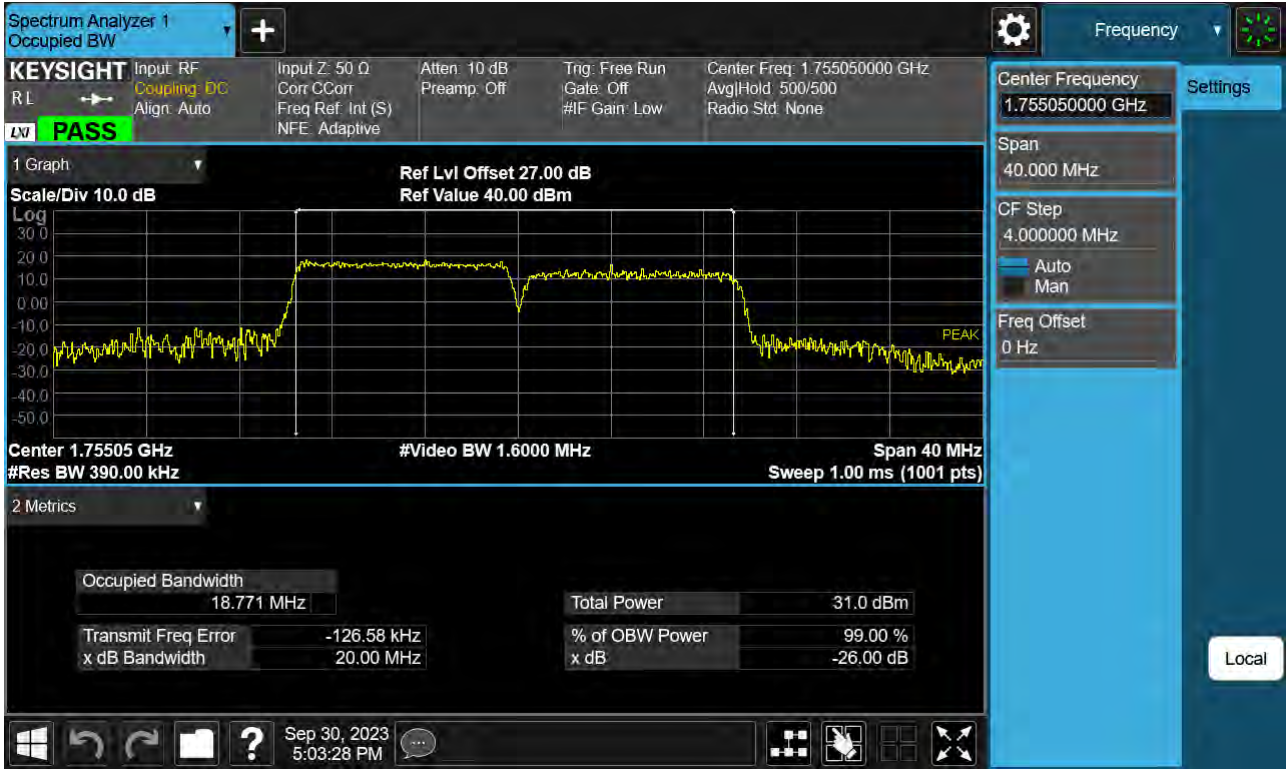 Spectrum Analyzer 1
Occupied BW
Frequency
KEYSIGHT
R L
LXI
PASS
Input: RF
Coupling: DC
Align: Auto
Input Z: 50 Ω
Corr CCorr
Freq Ref: Int (S)
NFE: Adaptive
Atten: 10 dB
Preamp: Off
Trig: Free Run
Gate: Off
#IF Gain: Low
Center Freq: 1.755050000 GHz
Avg|Hold: 500/500
Radio Std: None
Center Frequency
1.755050000 GHz
Settings
Span
40.000 MHz
CF Step
4.000000 MHz
Auto
Man
Freq Offset
0 Hz
1 Graph
Scale/Div 10.0 dB
Ref Lvl Offset 27.00 dB
Ref Value 40.00 dBm
Log
30.0
20.0
10.0
0.00
-10.0
-20.0
-30.0
-40.0
-50.0
PEAK
Center 1.75505 GHz
#Video BW 1.6000 MHz
Span 40 MHz
#Res BW 390.00 kHz
Sweep 1.00 ms (1001 pts)
2 Metrics
Occupied Bandwidth
18.771 MHz
Total Power 31.0 dBm
Transmit Freq Error -126.58 kHz
% of OBW Power 99.00 %
x dB Bandwidth 20.00 MHz
x dB -26.00 dB
Local
?
Sep 30, 2023
5:03:28 PM